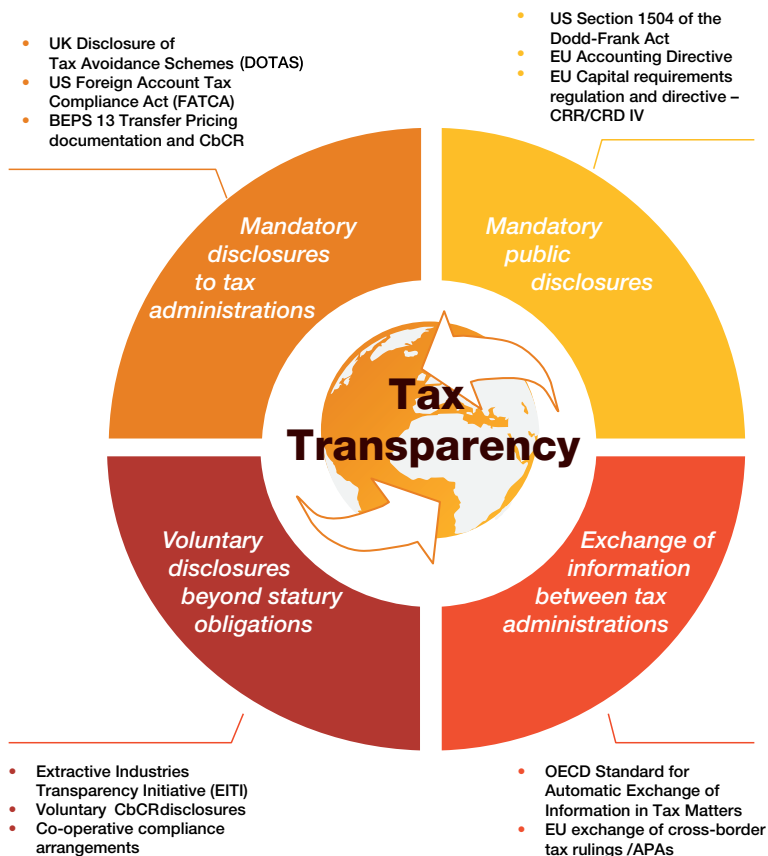 • UK Disclosure of
Tax Avoidance Schemes (DOTAS)
• US Foreign Account Tax
Compliance Act (FATCA)
• BEPS 13 Transfer Pricing
documentation and CbCR
• US Section 1504 of the
Dodd-Frank Act
• EU Accounting Directive
• EU Capital requirements
regulation and directive –
CRR/CRD IV
Mandatory
disclosures
to tax
administrations
Mandatory
public
disclosures
Tax
Transparency
Voluntary
disclosures
beyond statury
obligations
Exchange of
information
between tax
administrations
• Extractive Industries
Transparency Initiative (EITI)
• Voluntary CbCRdisclosures
• Co-operative compliance
arrangements
• OECD Standard for
Automatic Exchange of
Information in Tax Matters
• EU exchange of cross-border
tax rulings /APAs